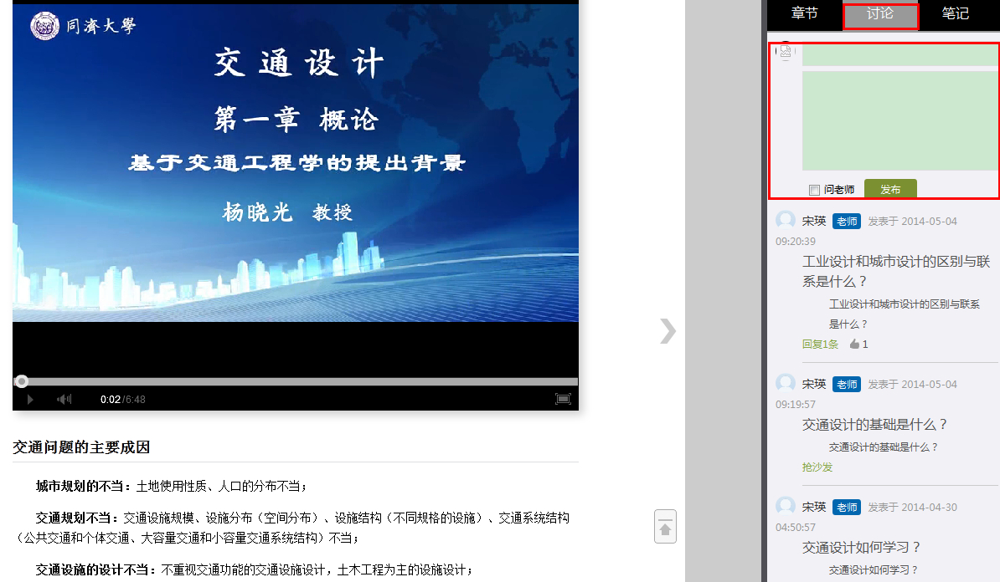 同濟大學
交通设计
第一章 概论
基于交通工程学的提出背景
杨晓光 教授
0:02/6:48
交通问题的主要成因
城市规划的不当：土地使用性质、人口的分布不当；
交通规划不当：交通设施规模、设施分布（空间分布）、设施结构（不同规格的设施）、交通系统结构
（公共交通和个体交通、大容量交通和小容量交通系统结构）不当；
交通设施的设计不当：不重视交通功能的交通设施设计，土木工程为主的设施设计；
章节 讨论 笔记
问老师 发布
宋瑛 老师 发表于 2014-05-04
09:20:39
工业设计和城市设计的区别与联
系是什么？
工业设计和城市设计的区别与联系
是什么？
回复1条 1
宋瑛 老师 发表于 2014-05-04
09:19:57
交通设计的基础是什么？
交通设计的基础是什么？
抢沙发
宋瑛 老师 发表于 2014-04-30
04:50:57
交通设计如何学习？
交通设计如何学习？